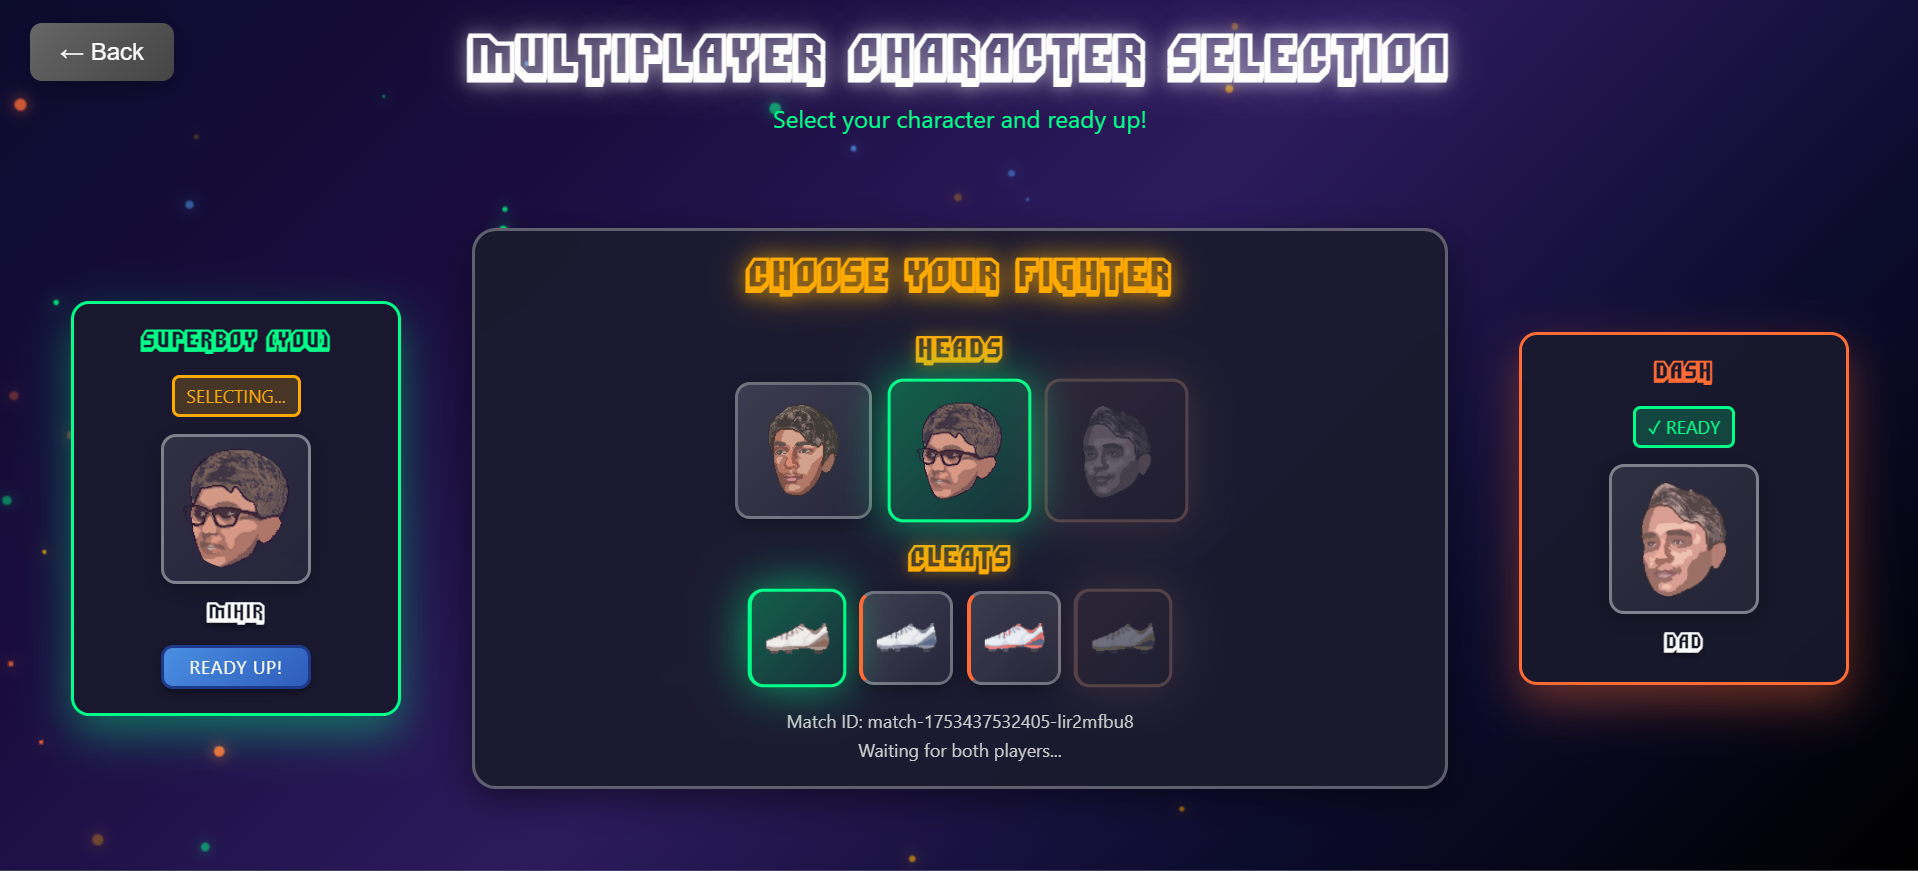 ← Back
MULTIPLAYER CHARACTER SELECTION
Select your character and ready up!
CHOOSE YOUR FIGHTER
HEADS
CLEATS
Match ID: match-1753437532405-lir2mfbu8
Waiting for both players...
SUPERBOY (YOU)
SELECTING...
MIHIR
READY UP!
DASH
✓ READY
DAD